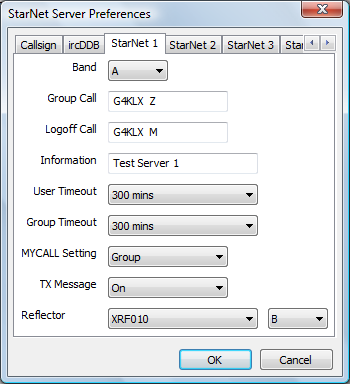 StarNet Server Preferences
Callsign ircDDB StarNet 1 StarNet 2 StarNet 3 Star
Band A
Group Call G4KLX  Z
Logoff Call G4KLX  M
Information Test Server 1
User Timeout 300 mins
Group Timeout 300 mins
MYCALL Setting Group
TX Message On
Reflector XRF010 B
OK Cancel